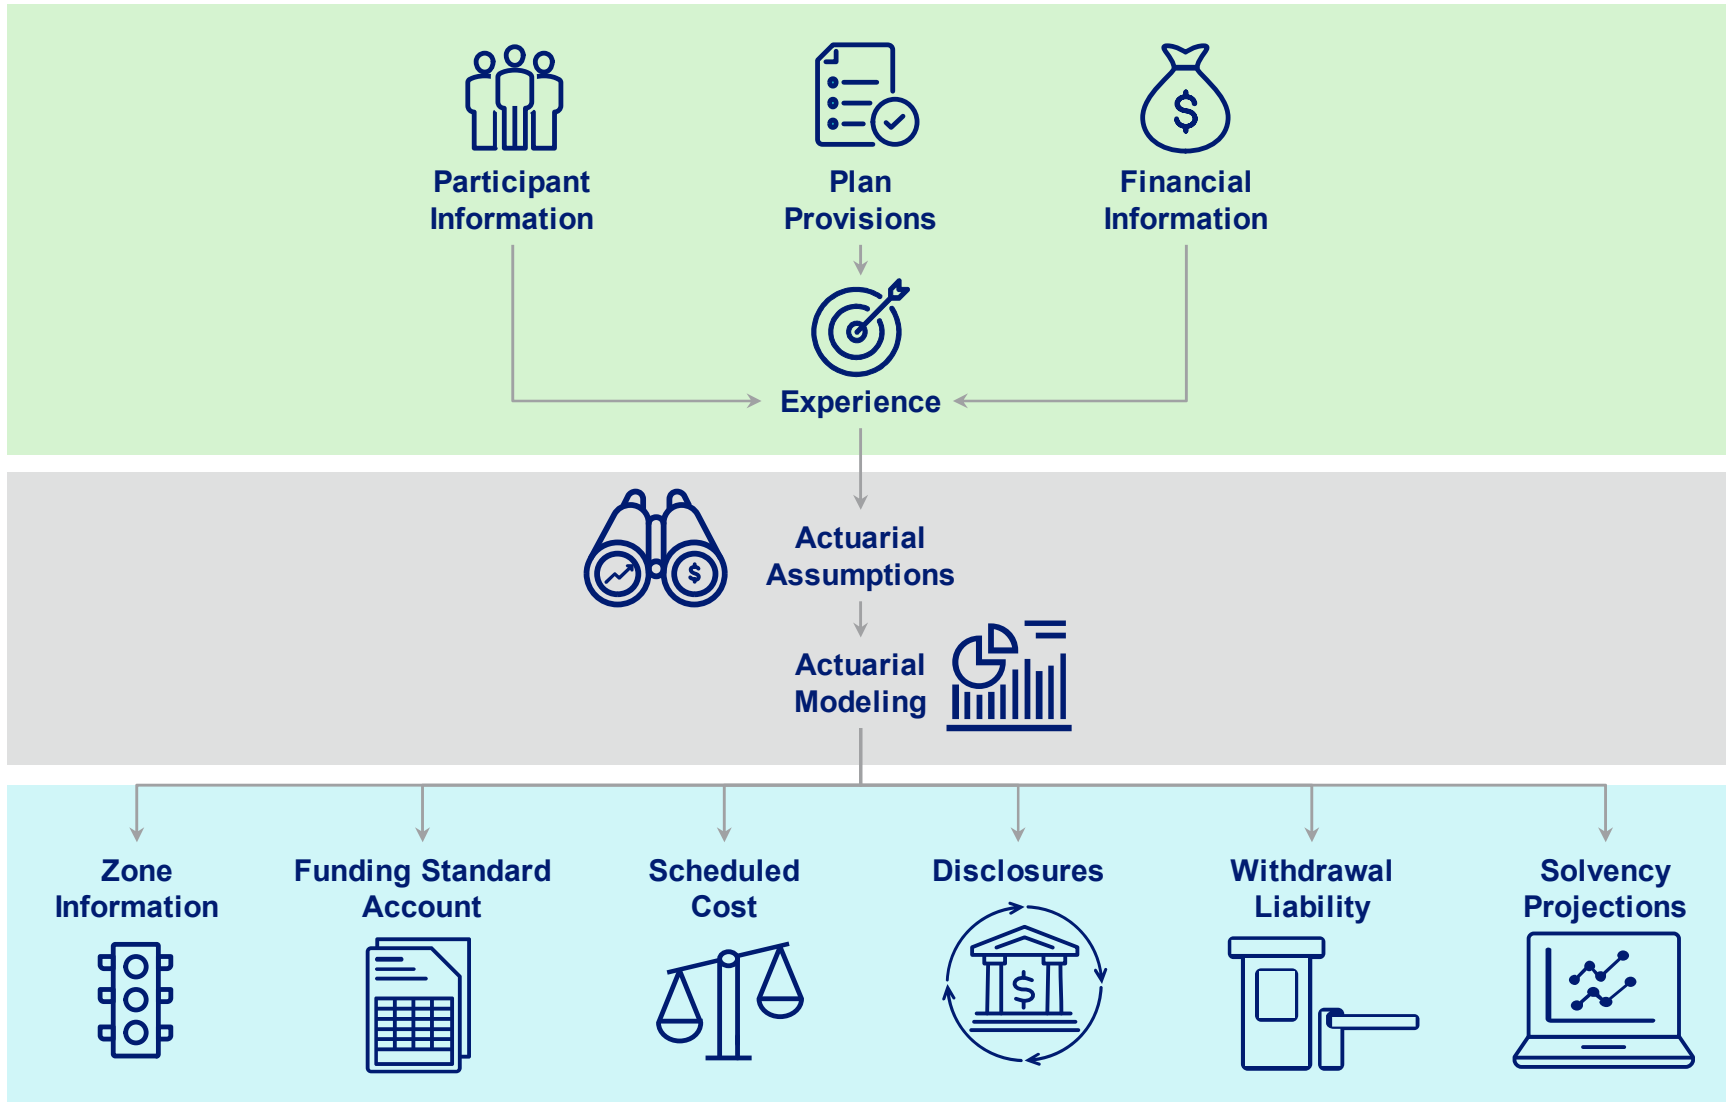 Participant
Information
Plan
Provisions
$
Financial
Information
Experience
$
Actuarial
Assumptions
Actuarial
Modeling
Zone
Information
Funding Standard
Account
Scheduled
Cost
Disclosures
$
Withdrawal
Liability
Solvency
Projections